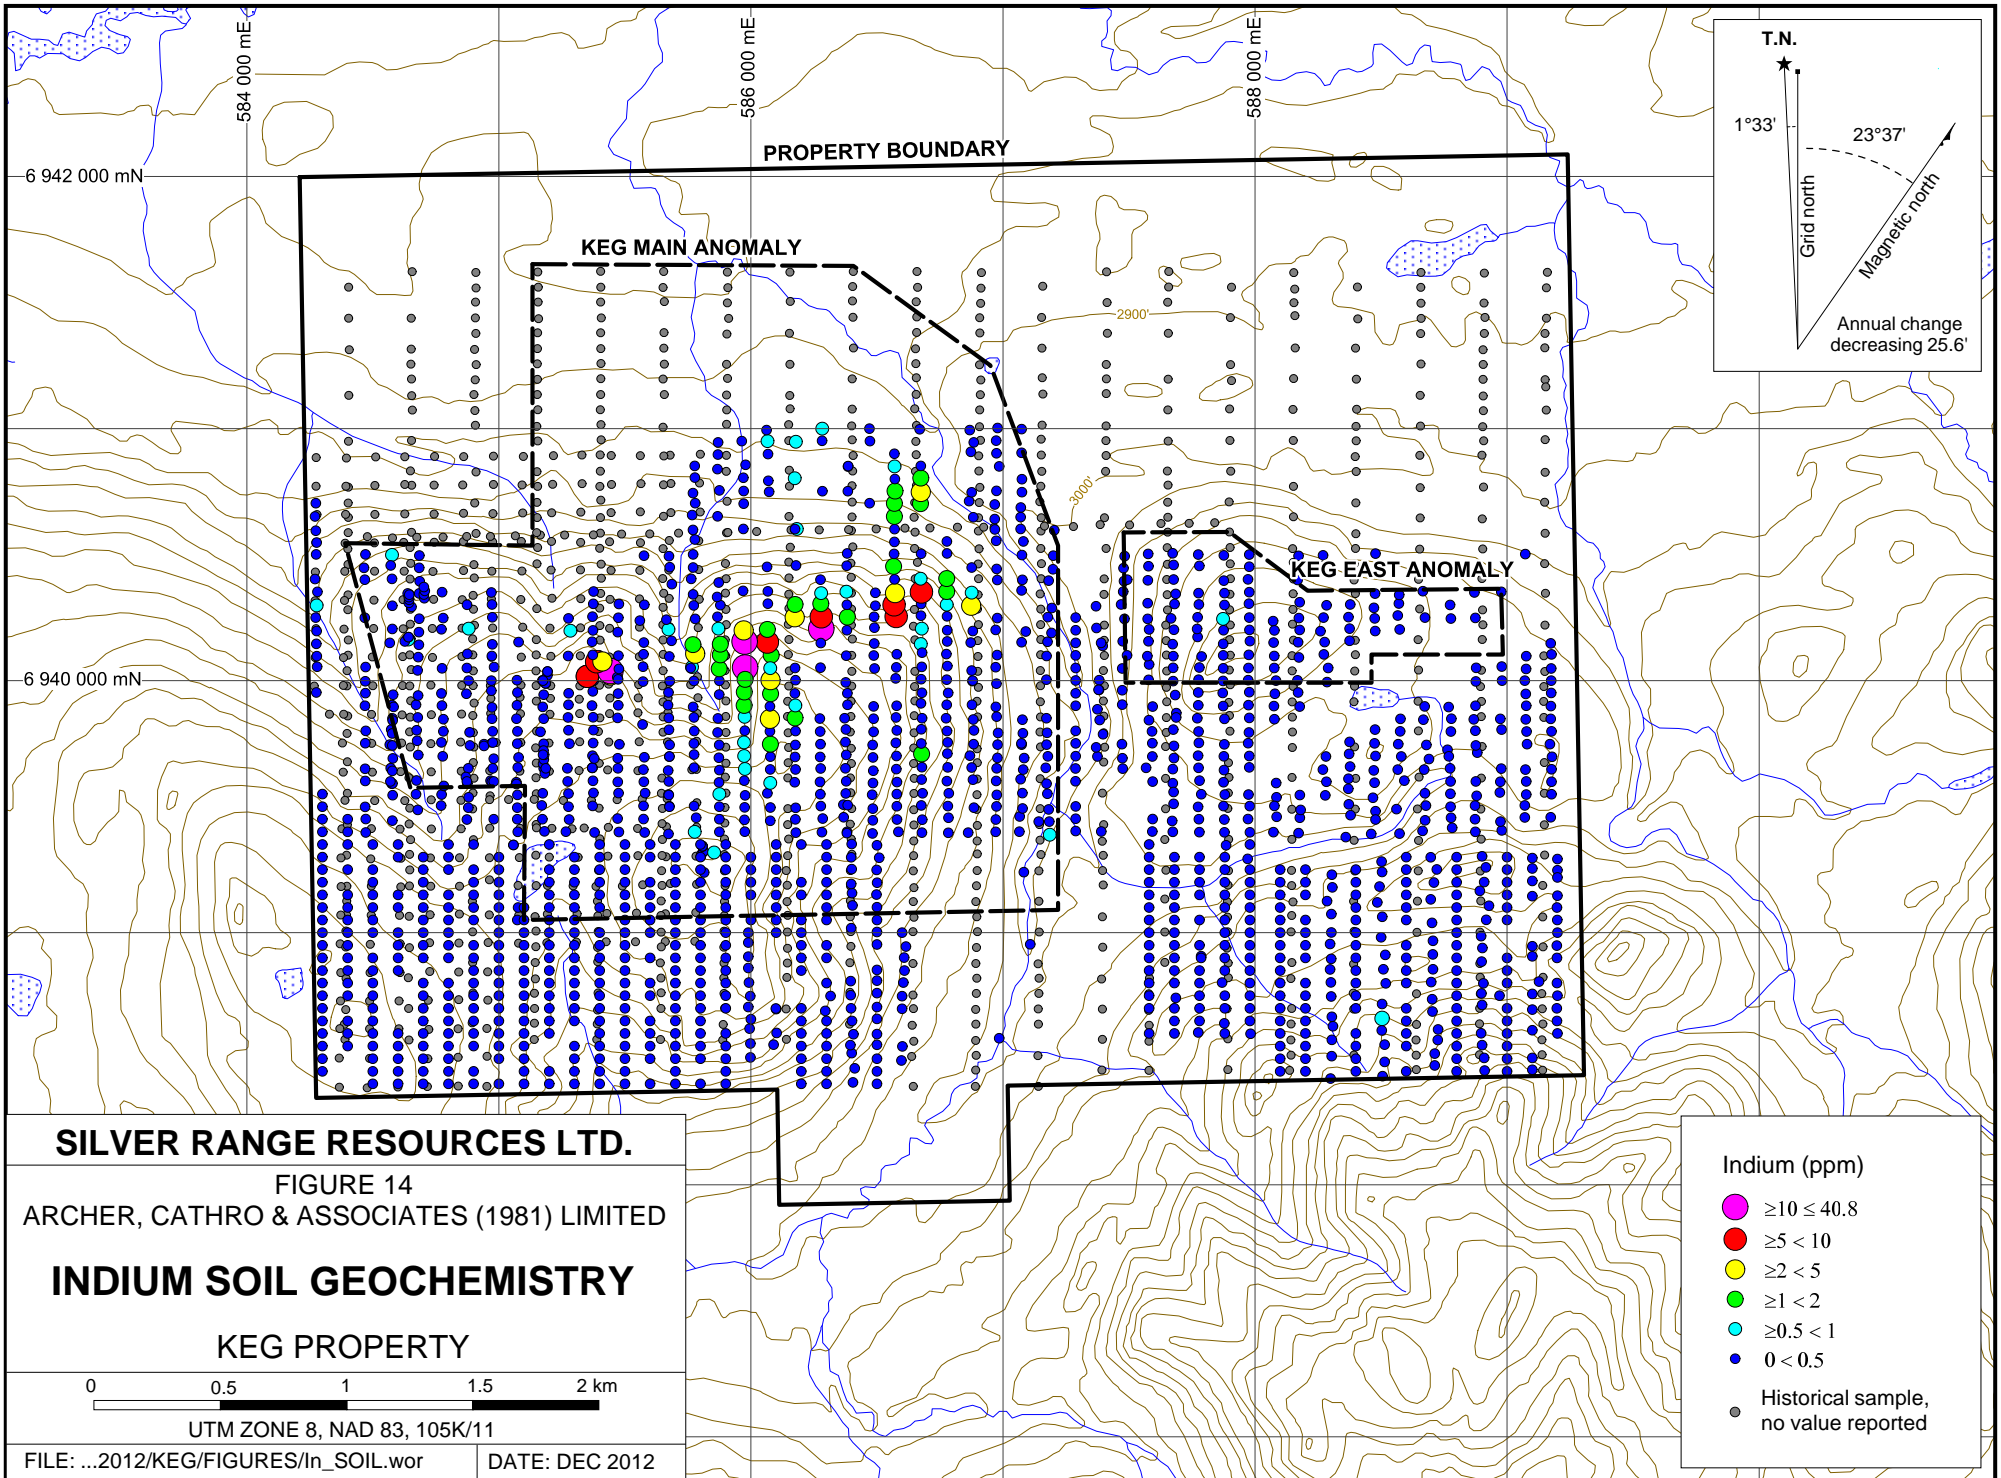 584 000 mE
586 000 mE
588 000 mE
T.N.
1°33'
23°37'
Grid north
Magnetic north
Annual change
decreasing 25.6'
PROPERTY BOUNDARY
6 942 000 mN
KEG MAIN ANOMALY
2900'
3000'
KEG EAST ANOMALY
6 940 000 mN
SILVER RANGE RESOURCES LTD.
FIGURE 14
ARCHER, CATHRO & ASSOCIATES (1981) LIMITED
INDIUM SOIL GEOCHEMISTRY
KEG PROPERTY
0 0.5 1 1.5 2 km
UTM ZONE 8, NAD 83, 105K/11
FILE: ...2012/KEG/FIGURES/In_SOIL.wor
DATE: DEC 2012
Indium (ppm)
≥10 ≤ 40.8
≥5 < 10
≥2 < 5
≥1 < 2
≥0.5 < 1
0 < 0.5
Historical sample,
no value reported